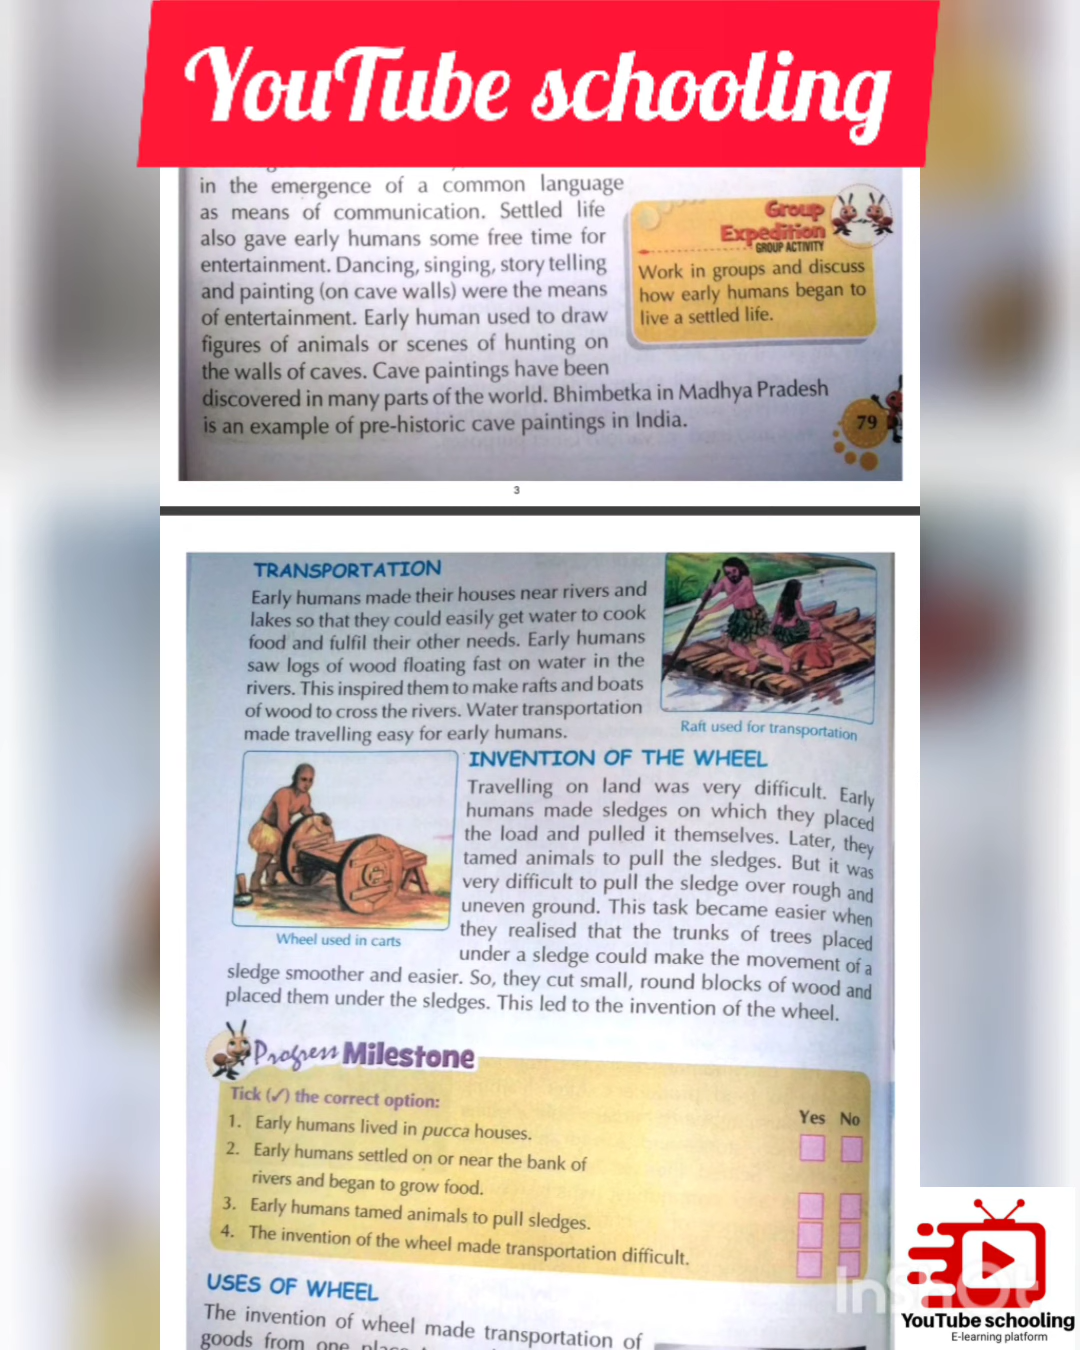 YouTube schooling
in the emergence of a common language
as means of communication. Settled life
also gave early humans some free time for
entertainment. Dancing, singing, story telling
and painting (on cave walls) were the means
of entertainment. Early human used to draw
figures of animals or scenes of hunting on
the walls of caves. Cave paintings have been
discovered in many parts of the world. Bhimbetka in Madhya Pradesh
is an example of pre-historic cave paintings in India.
Group
Expedition
GROUP ACTIVITY
Work in groups and discuss
how early humans began to
live a settled life.
79
3
TRANSPORTATION
Early humans made their houses near rivers and
lakes so that they could easily get water to cook
food and fulfil their other needs. Early humans
saw logs of wood floating fast on water in the
rivers. This inspired them to make rafts and boats
of wood to cross the rivers. Water transportation
made travelling easy for early humans.
Raft used for transportation
INVENTION OF THE WHEEL
Travelling on land was very difficult. Early
humans made sledges on which they placed
the load and pulled it themselves. Later, they
tamed animals to pull the sledges. But it was
very difficult to pull the sledge over rough and
uneven ground. This task became easier when
they realised that the trunks of trees placed
under a sledge could make the movement of a
sledge smoother and easier. So, they cut small, round blocks of wood and
placed them under the sledges. This led to the invention of the wheel.
Wheel used in carts
Progress Milestone
Tick (✓) the correct option:
Yes No
1. Early humans lived in pucca houses.
2. Early humans settled on or near the bank of
rivers and began to grow food.
3. Early humans tamed animals to pull sledges.
4. The invention of the wheel made transportation difficult.
USES OF WHEEL
The invention of wheel made transportation of
goods from one
InShOt
YouTube schooling
E-learning platform